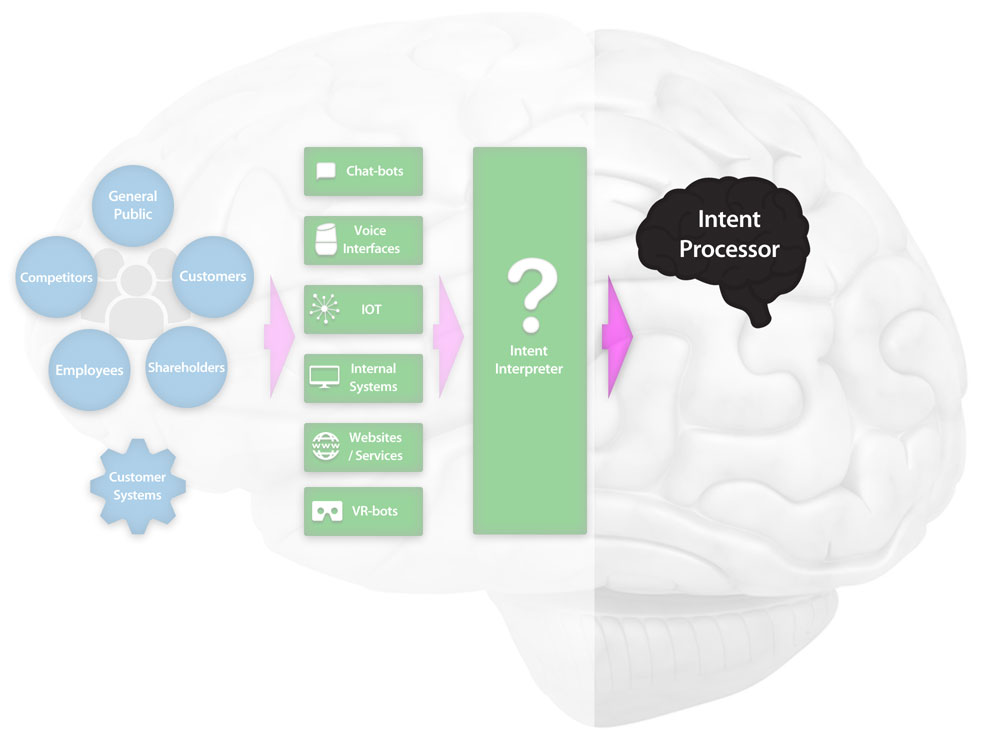 General
Public
Competitors
Customers
Employees
Shareholders
Customer
Systems
Chat-bots
Voice
Interfaces
IOT
Internal
Systems
www
Websites
/ Services
VR-bots
?
Intent
Interpreter
Intent
Processor